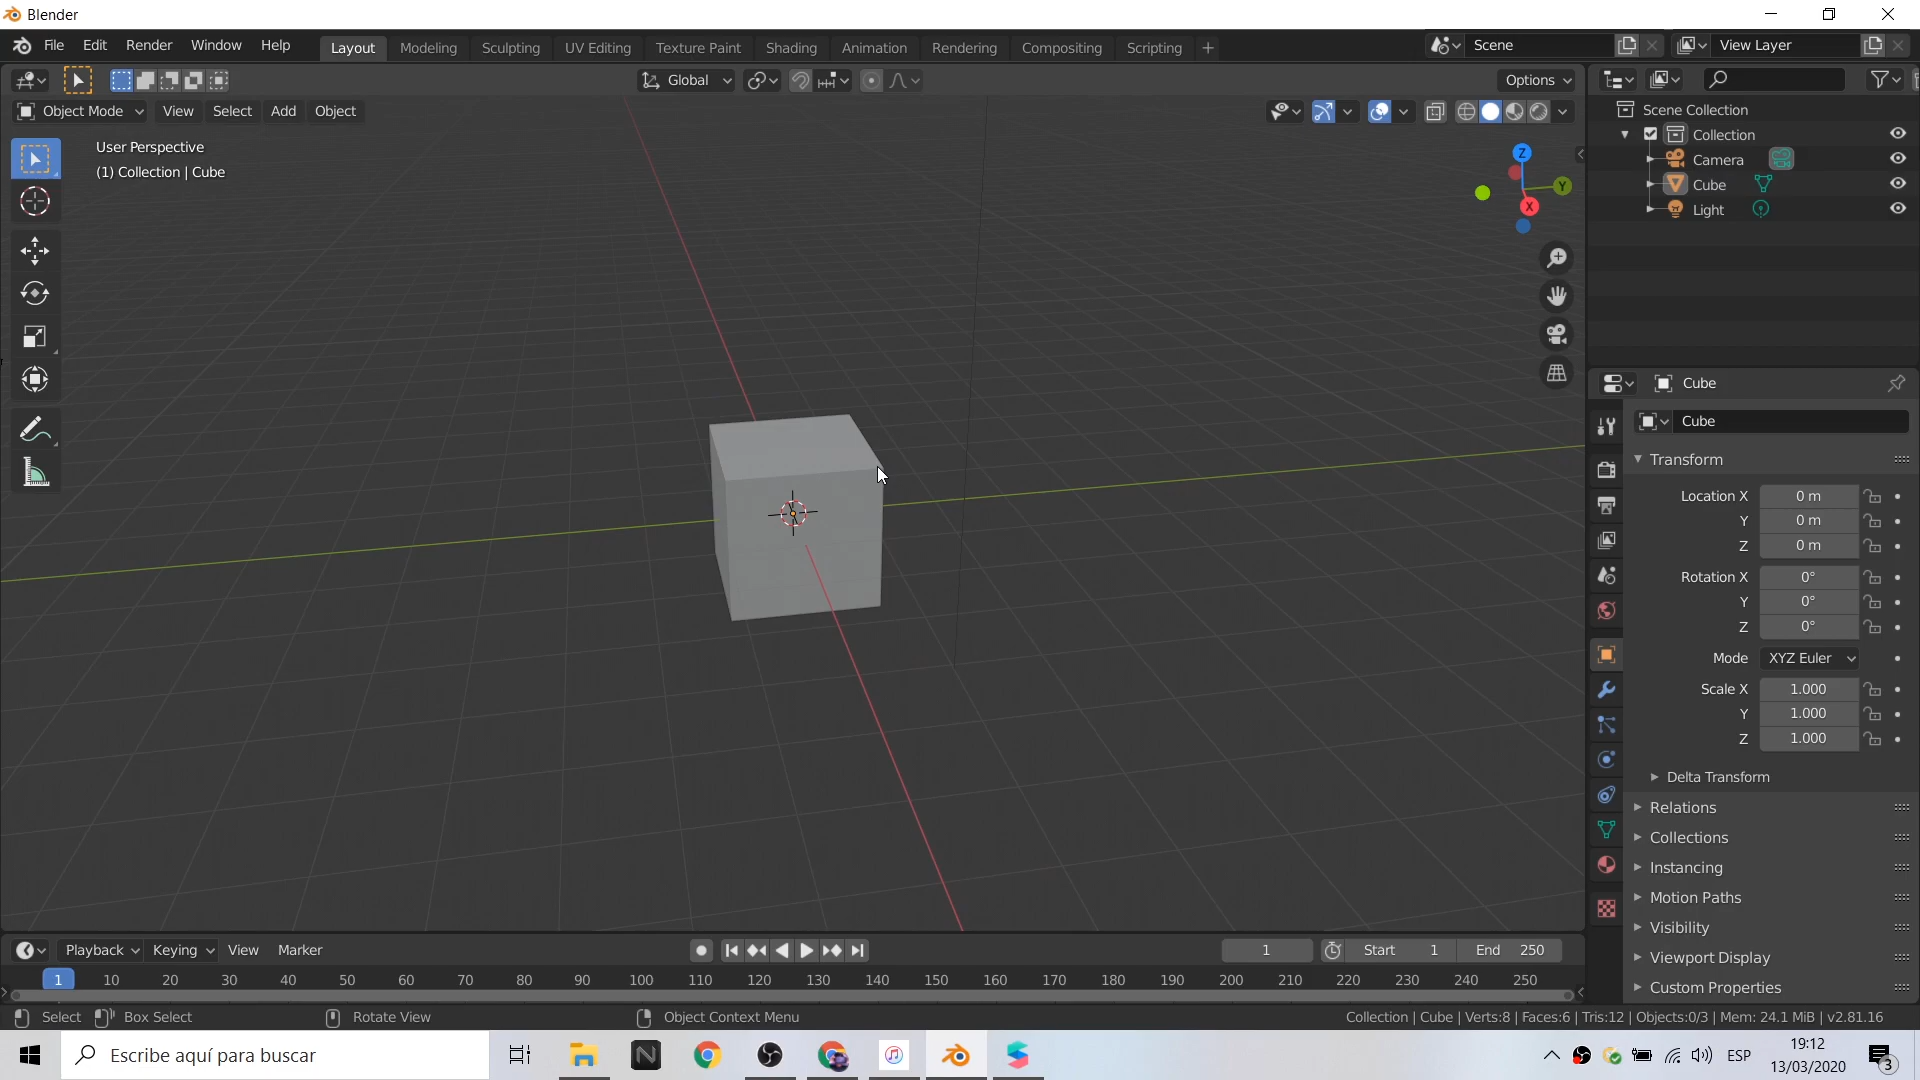 Blender
File Edit Render Window Help Layout Modeling Sculpting UV Editing Texture Paint Shading Animation Rendering Compositing Scripting + Scene View Layer
Global Options
Object Mode View Select Add Object
User Perspective
(1) Collection | Cube
Z
Y
X
Scene Collection
Collection
Camera
Cube
Light
Cube
Cube
Transform
Location X 0 m
Y 0 m
Z 0 m
Rotation X 0°
Y 0°
Z 0°
Mode XYZ Euler
Scale X 1.000
Y 1.000
Z 1.000
Delta Transform
Relations
Collections
Instancing
Motion Paths
Visibility
Viewport Display
Custom Properties
Playback Keying View Marker 1 Start 1 End 250
1 10 20 30 40 50 60 70 80 90 100 110 120 130 140 150 160 170 180 190 200 210 220 230 240 250
Select Box Select Rotate View Object Context Menu Collection | Cube | Verts:8 | Faces:6 | Tris:12 | Objects:0/3 | Mem: 24.1 MiB | v2.81.16
Escribe aquí para buscar
ESP
19:12
13/03/2020
3